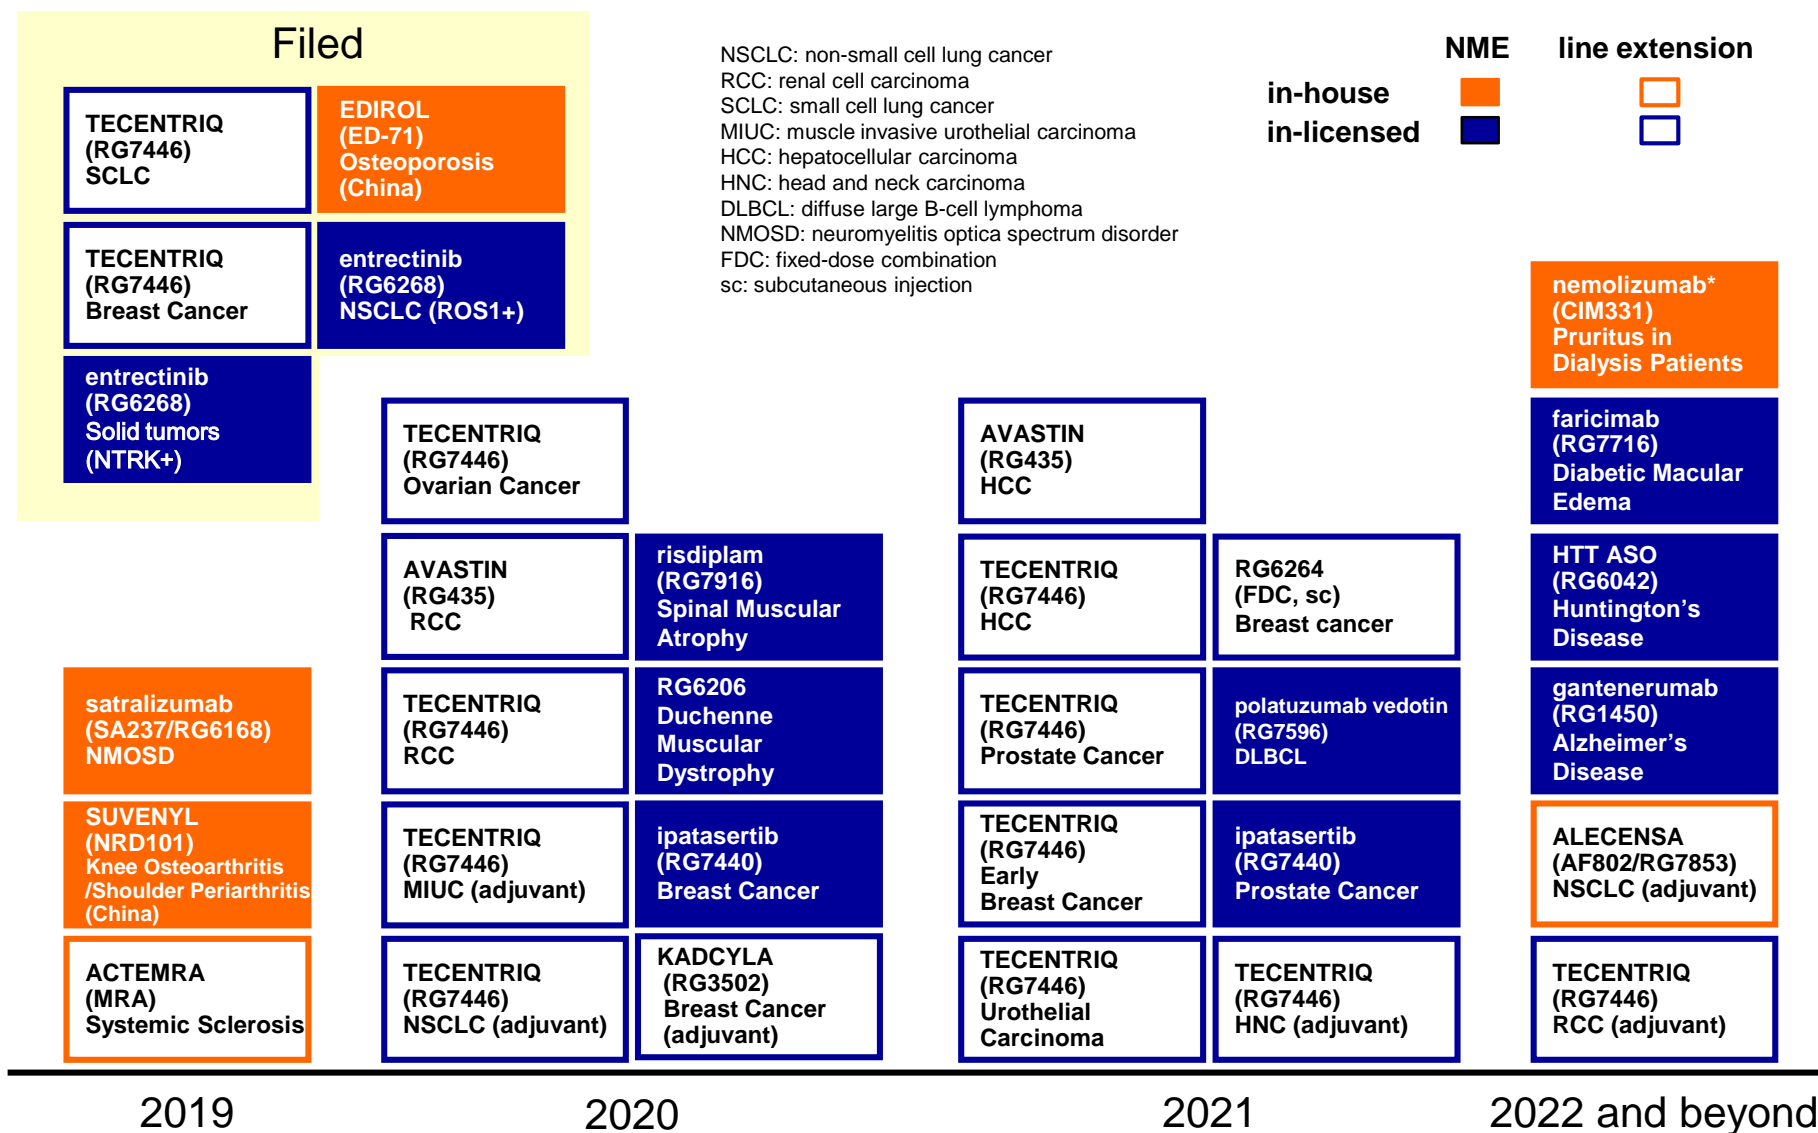 Filed
TECENTRIQ
(RG7446)
SCLC
EDIROL
(ED-71)
Osteoporosis
(China)
TECENTRIQ
(RG7446)
Breast Cancer
entrectinib
(RG6268)
NSCLC (ROS1+)
entrectinib
(RG6268)
Solid tumors
(NTRK+)
NSCLC: non-small cell lung cancer
RCC: renal cell carcinoma
SCLC: small cell lung cancer
MIUC: muscle invasive urothelial carcinoma
HCC: hepatocellular carcinoma
HNC: head and neck carcinoma
DLBCL: diffuse large B-cell lymphoma
NMOSD: neuromyelitis optica spectrum disorder
FDC: fixed-dose combination
sc: subcutaneous injection
NME line extension
in-house
in-licensed
satralizumab
(SA237/RG6168)
NMOSD
SUVENYL
(NRD101)
Knee Osteoarthritis
/Shoulder Periarthritis
(China)
ACTEMRA
(MRA)
Systemic Sclerosis
TECENTRIQ
(RG7446)
Ovarian Cancer
AVASTIN
(RG435)
RCC
risdiplam
(RG7916)
Spinal Muscular
Atrophy
TECENTRIQ
(RG7446)
RCC
RG6206
Duchenne
Muscular
Dystrophy
TECENTRIQ
(RG7446)
MIUC (adjuvant)
ipatasertib
(RG7440)
Breast Cancer
TECENTRIQ
(RG7446)
NSCLC (adjuvant)
KADCYLA
(RG3502)
Breast Cancer
(adjuvant)
AVASTIN
(RG435)
HCC
TECENTRIQ
(RG7446)
HCC
RG6264
(FDC, sc)
Breast cancer
TECENTRIQ
(RG7446)
Prostate Cancer
polatuzumab vedotin
(RG7596)
DLBCL
TECENTRIQ
(RG7446)
Early
Breast Cancer
ipatasertib
(RG7440)
Prostate Cancer
TECENTRIQ
(RG7446)
Urothelial
Carcinoma
TECENTRIQ
(RG7446)
HNC (adjuvant)
nemolizumab*
(CIM331)
Pruritus in
Dialysis Patients
faricimab
(RG7716)
Diabetic Macular
Edema
HTT ASO
(RG6042)
Huntington's
Disease
gantenerumab
(RG1450)
Alzheimer's
Disease
ALECENSA
(AF802/RG7853)
NSCLC (adjuvant)
TECENTRIQ
(RG7446)
RCC (adjuvant)
2019 2020 2021 2022 and beyond